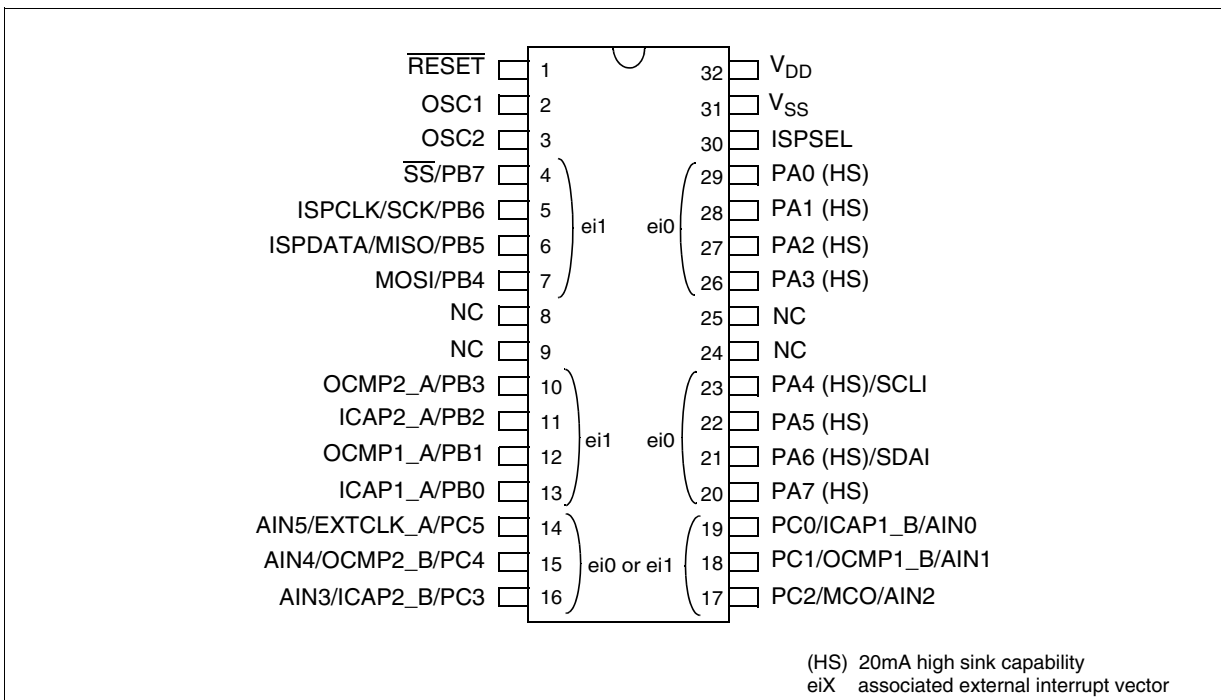 RESET 1 32 VDD
OSC1 2 31 VSS
OSC2 3 30 ISPSEL
SS/PB7 4 29 PA0 (HS)
ISPCLK/SCK/PB6 5 28 PA1 (HS)
ei1 ei0
ISPDATA/MISO/PB5 6 27 PA2 (HS)
MOSI/PB4 7 26 PA3 (HS)
NC 8 25 NC
NC 9 24 NC
OCMP2_A/PB3 10 23 PA4 (HS)/SCLI
ICAP2_A/PB2 11 22 PA5 (HS)
ei1 ei0
OCMP1_A/PB1 12 21 PA6 (HS)/SDAI
ICAP1_A/PB0 13 20 PA7 (HS)
AIN5/EXTCLK_A/PC5 14 19 PC0/ICAP1_B/AIN0
AIN4/OCMP2_B/PC4 15 ei0 or ei1 18 PC1/OCMP1_B/AIN1
AIN3/ICAP2_B/PC3 16 17 PC2/MCO/AIN2
(HS) 20mA high sink capability
eiX associated external interrupt vector